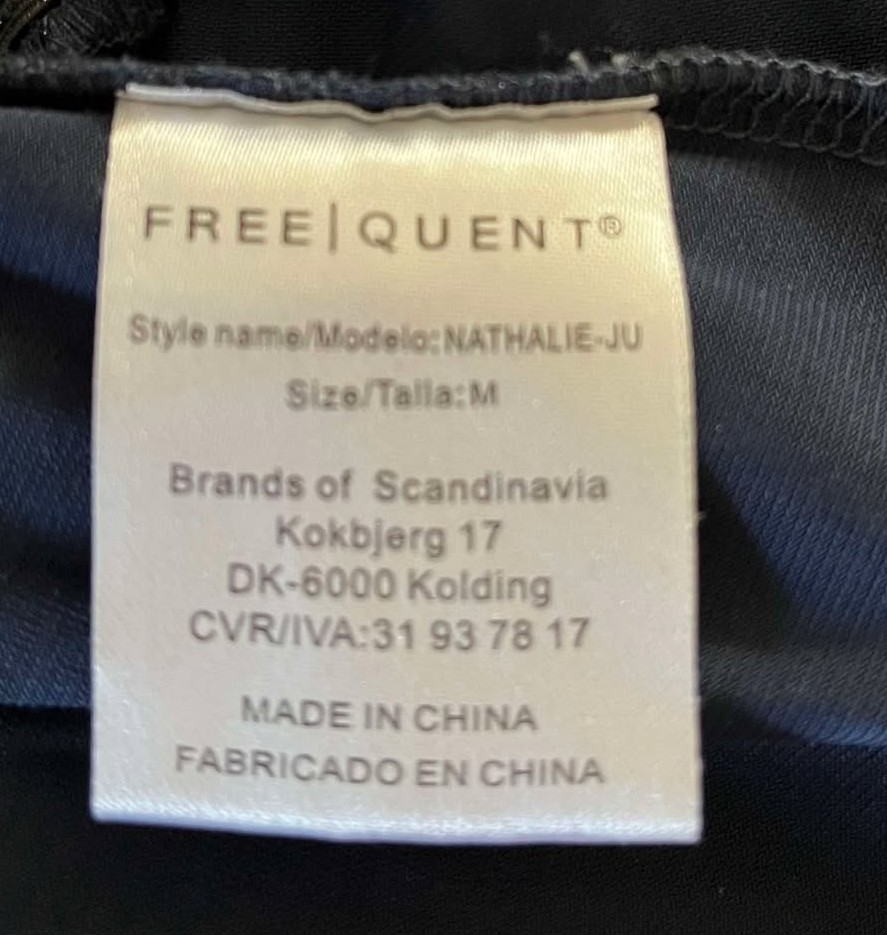 FREE|QUENT®
Style name/Modelo:NATHALIE-JU
Size/Talla:M
Brands of Scandinavia
Kokbjerg 17
DK-6000 Kolding
CVR/IVA:31 93 78 17
MADE IN CHINA
FABRICADO EN CHINA